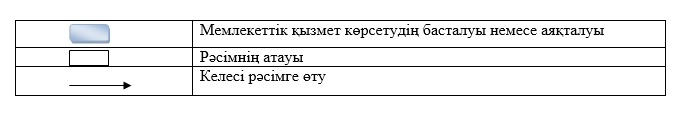 Мемлекеттік қызмет көрсетудің басталуы немесе аяқталуы
Рәсімнің атауы
Келесі рәсімге өту